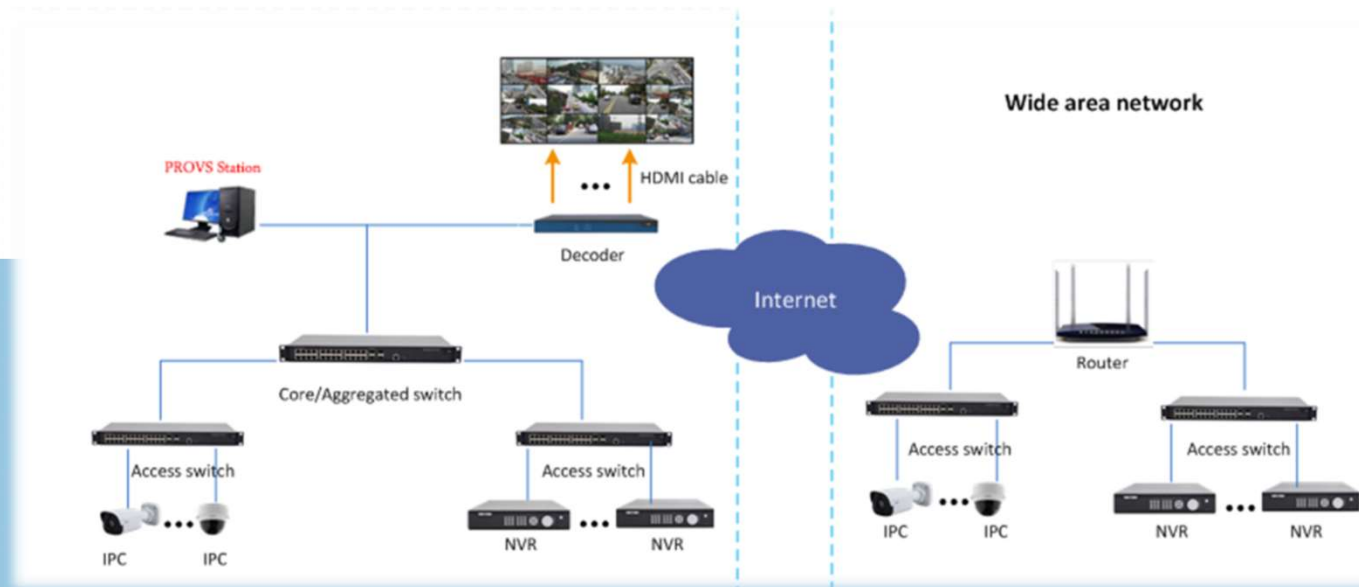 Wide area network
PROVS Station
HDMI cable
Decoder
Internet
Router
Core/Aggregated switch
Access switch
Access switch
Access switch
Access switch
IPC
IPC
NVR
NVR
IPC
IPC
NVR
NVR